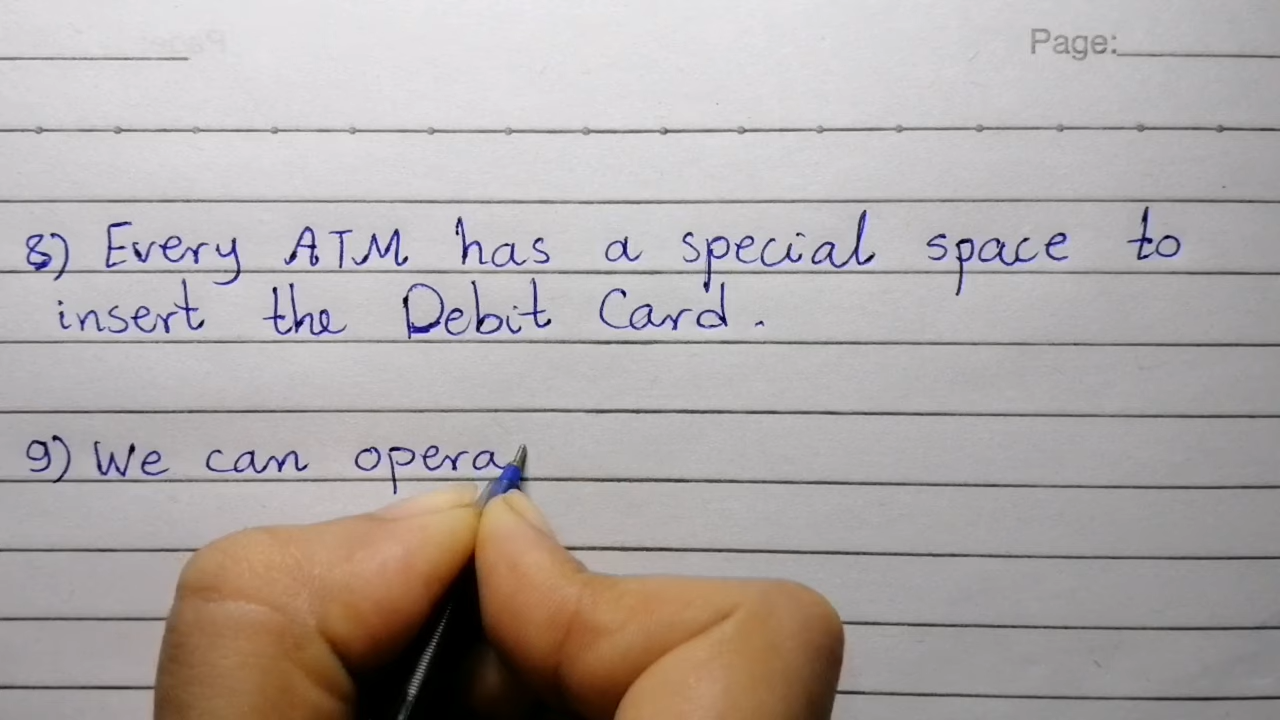 Page:
8) Every ATM has a special space to
insert the Debit Card.
9) We can opera